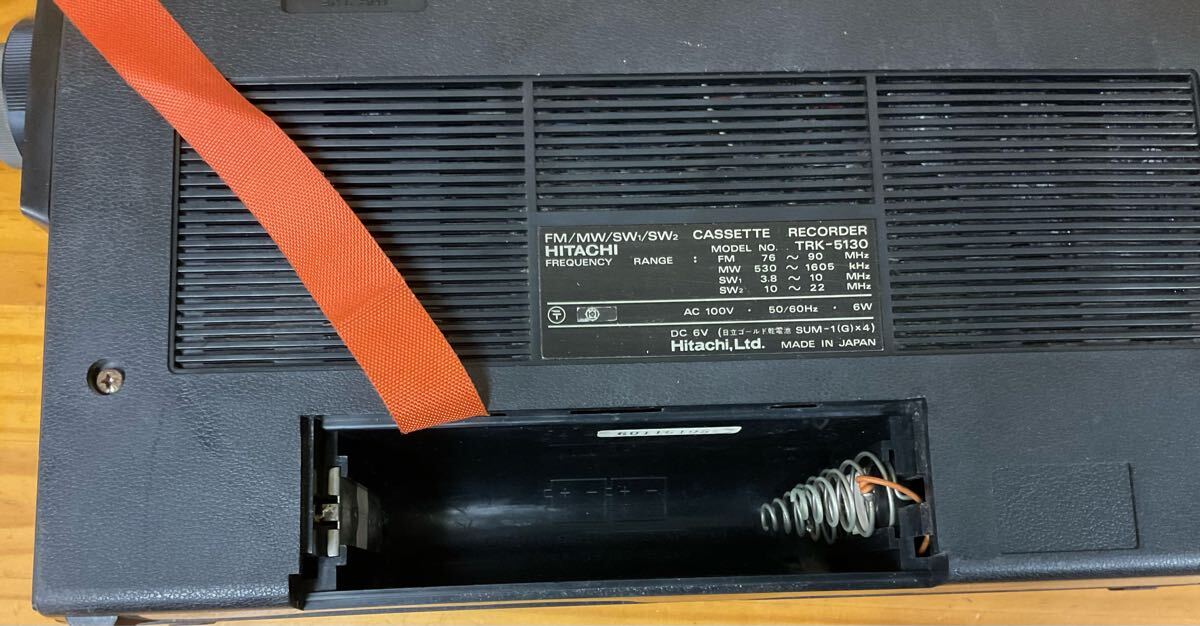 FM/MW/SW1/SW2 CASSETTE RECORDER
HITACHI MODEL NO. TRK-5130
FREQUENCY RANGE : FM 76 ～ 90 MHz
MW 530 ～ 1605 kHz
SW1 3.8 ～ 10 MHz
SW2 10 ～ 22 MHz
〒 AC 100V · 50/60Hz · 6W
DC 6V (日立ゴールド乾電池 SUM-1(G)×4)
Hitachi,Ltd. MADE IN JAPAN
+ − + −